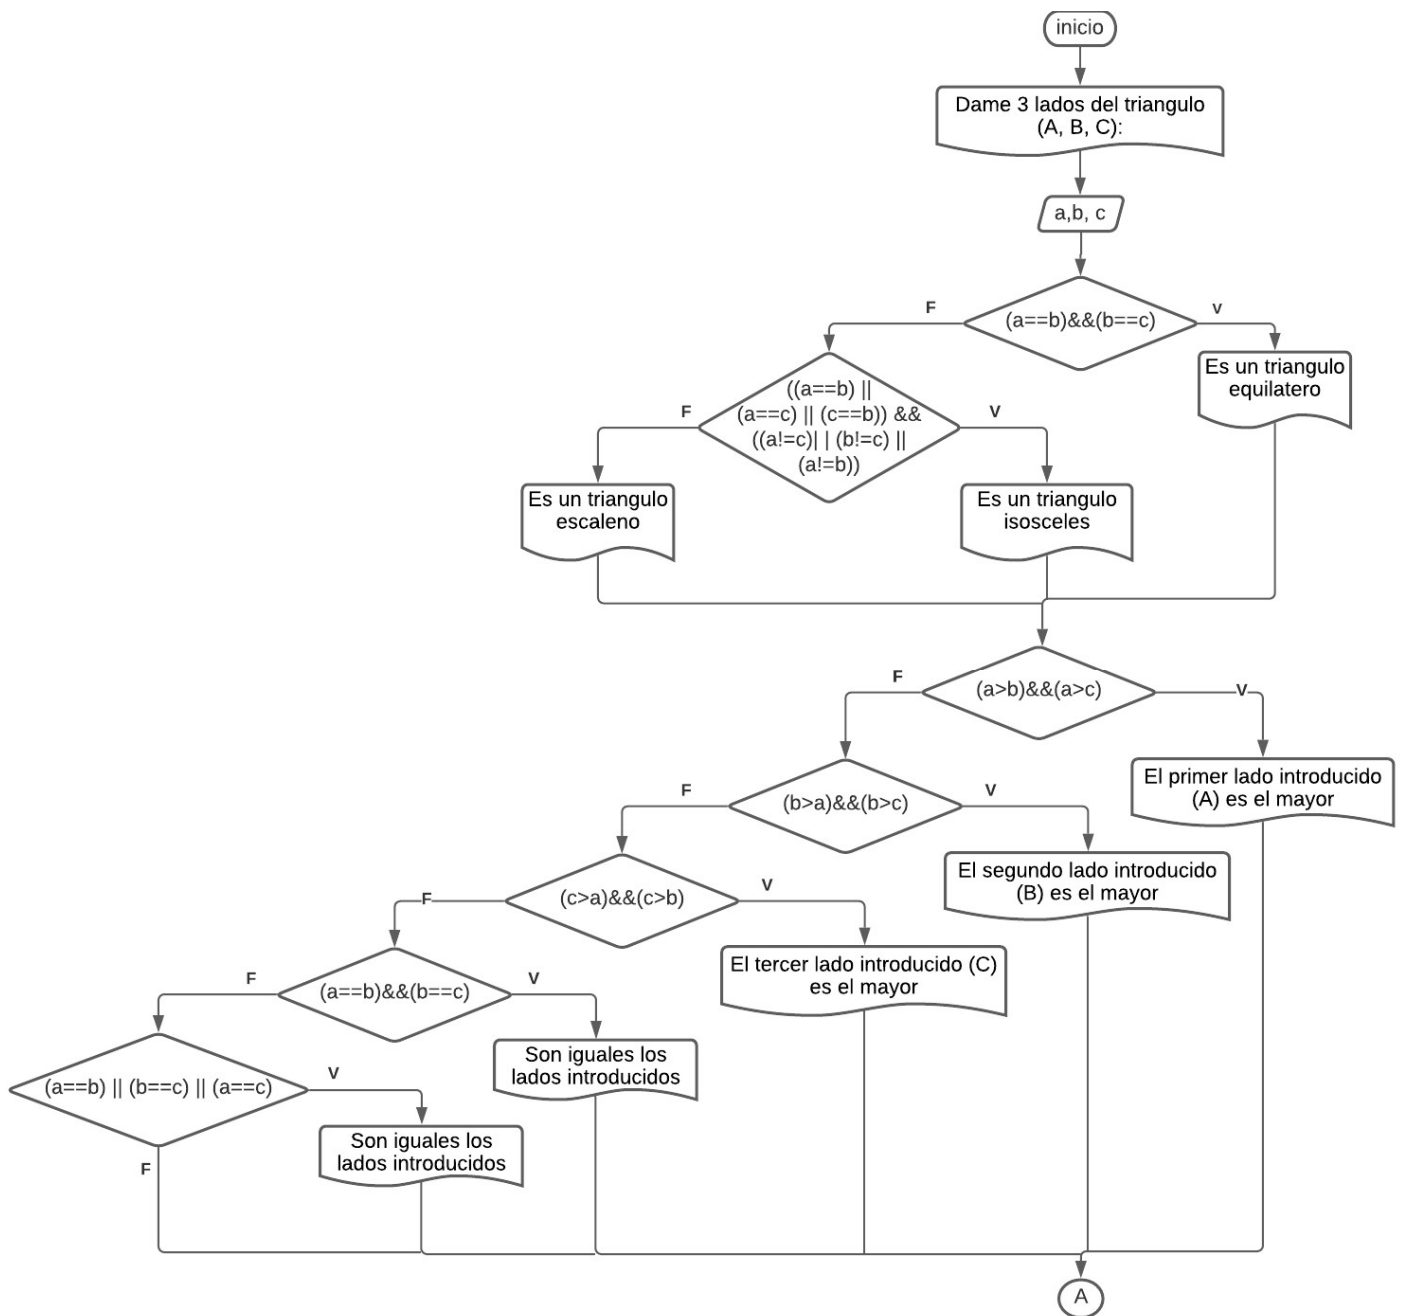 inicio
Dame 3 lados del triangulo
(A, B, C):
a,b, c
F
(a==b)&&(b==c)
V
Es un triangulo
equilatero
F
((a==b) ||
(a==c) || (c==b)) &&
((a!=c)| | (b!=c) ||
(a!=b))
V
Es un triangulo
escaleno
Es un triangulo
isosceles
F
(a>b)&&(a>c)
V
El primer lado introducido
(A) es el mayor
F
(b>a)&&(b>c)
V
El segundo lado introducido
(B) es el mayor
F
(c>a)&&(c>b)
V
El tercer lado introducido (C)
es el mayor
F
(a==b)&&(b==c)
V
Son iguales los
lados introducidos
(a==b) || (b==c) || (a==c)
V
Son iguales los
lados introducidos
F
A